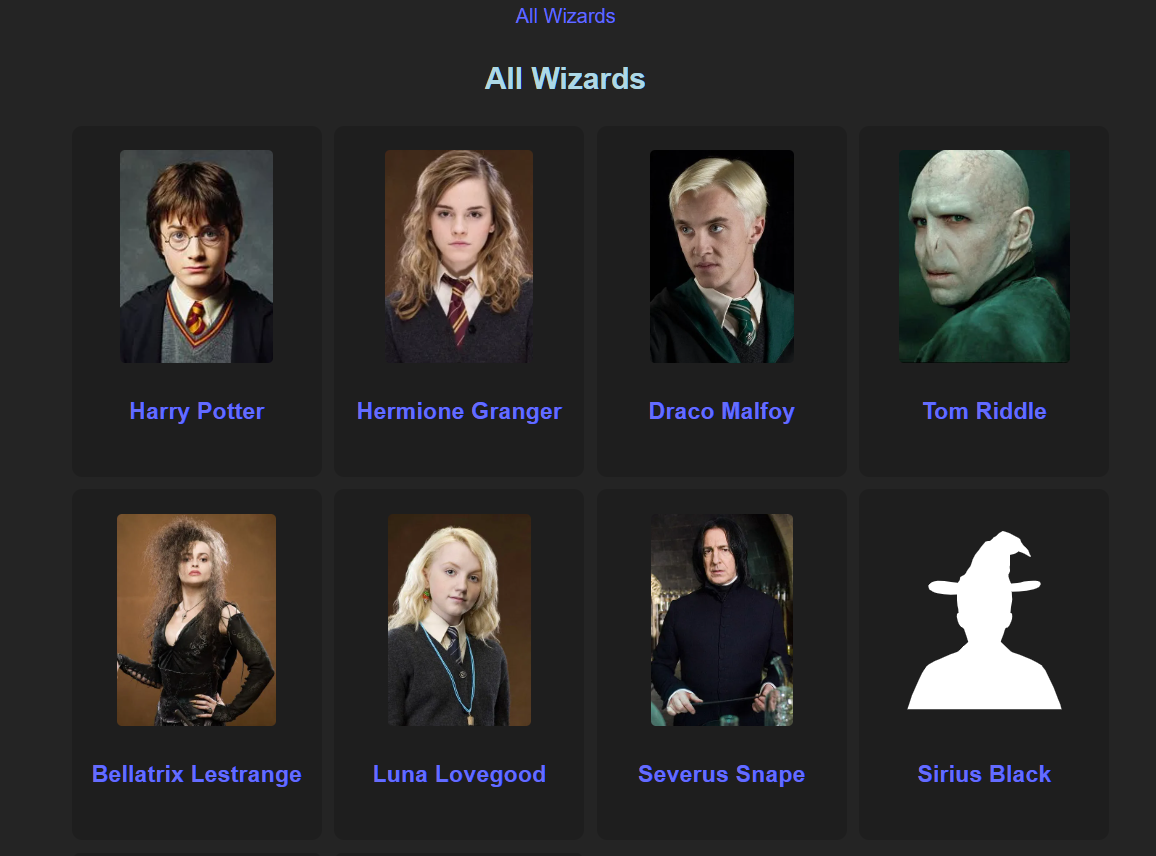 All Wizards
All Wizards
Harry Potter
Hermione Granger
Draco Malfoy
Tom Riddle
Bellatrix Lestrange
Luna Lovegood
Severus Snape
Sirius Black